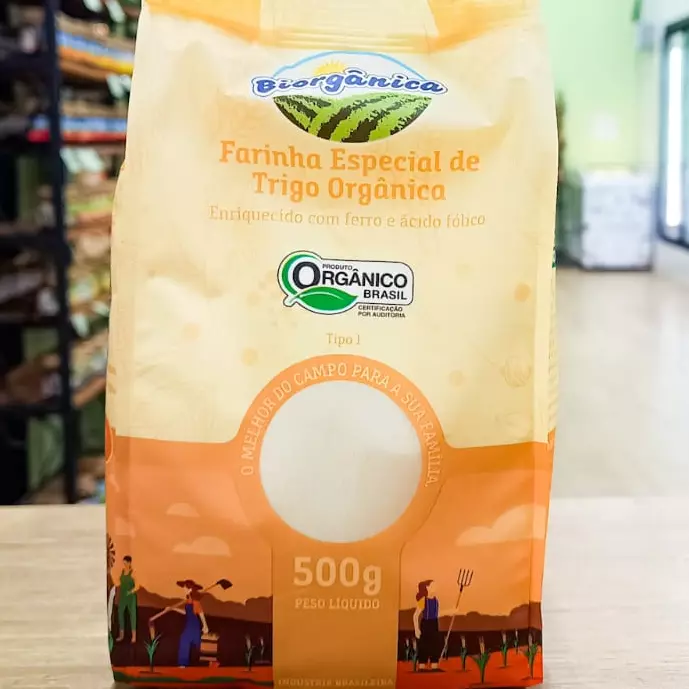 Biorgânica
Farinha Especial de
Trigo Orgânica
Enriquecido com ferro e ácido fólico
PRODUTO
ORGÂNICO
BRASIL
CERTIFICAÇÃO
POR AUDITORIA
Tipo 1
O MELHOR DO CAMPO PARA A SUA FAMÍLIA.
500g
PESO LÍQUIDO
INDÚSTRIA BRASILEIRA